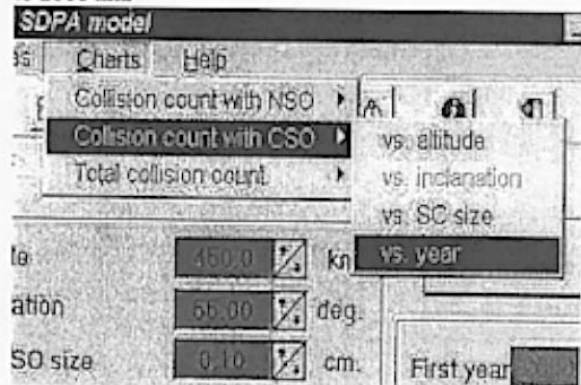 SDPA model
Charts Help
Collision count with NSO
Collision count with CSO
Total collision count
vs. altitude
vs. inclanation
vs. SC size
vs. year
450.0 km
ation 56.00 deg.
SO size 0.10 cm.
First year